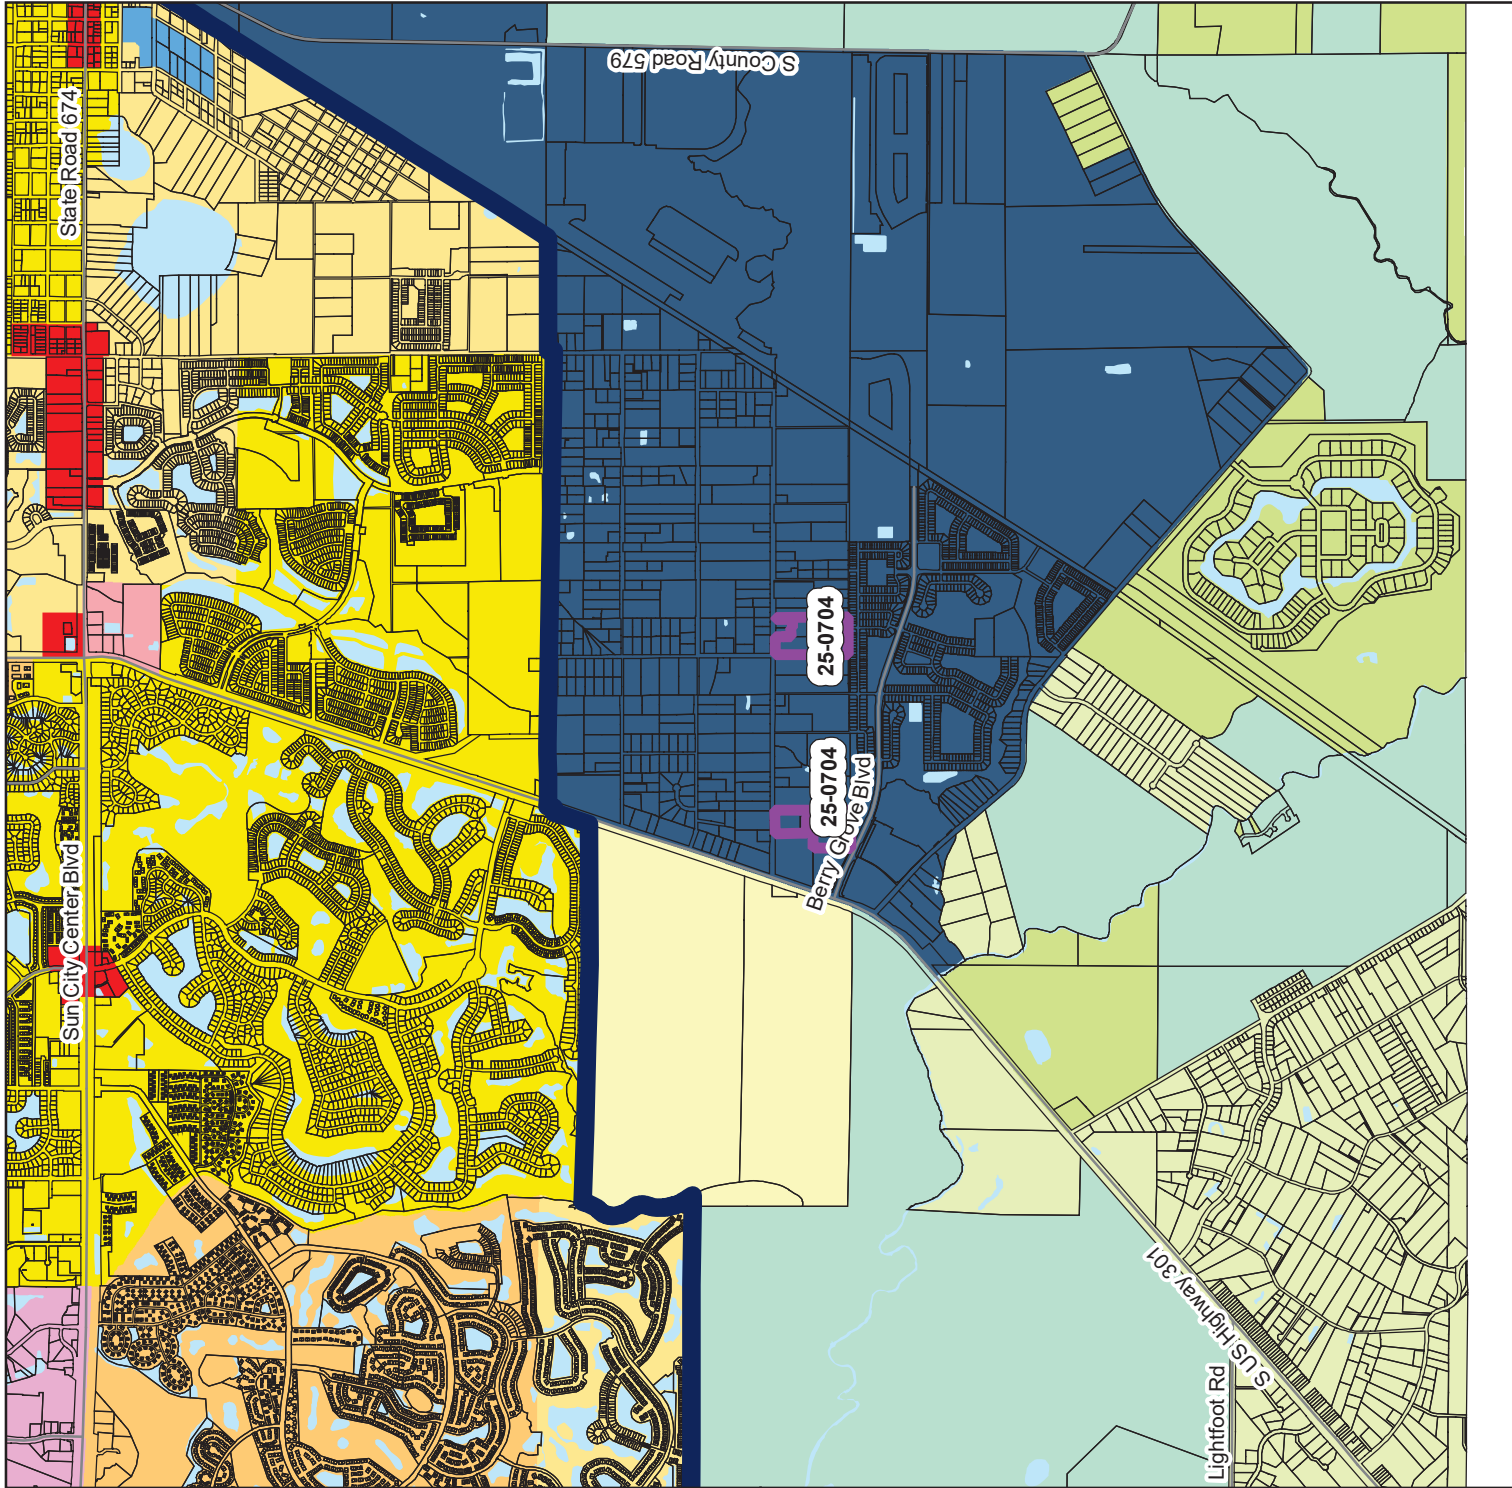 State Road 674
S County Road 579
25-0704
25-0704
Berry Grove Blvd
Sun City Center Blvd
S US Highway 301
Lightfoot Rd